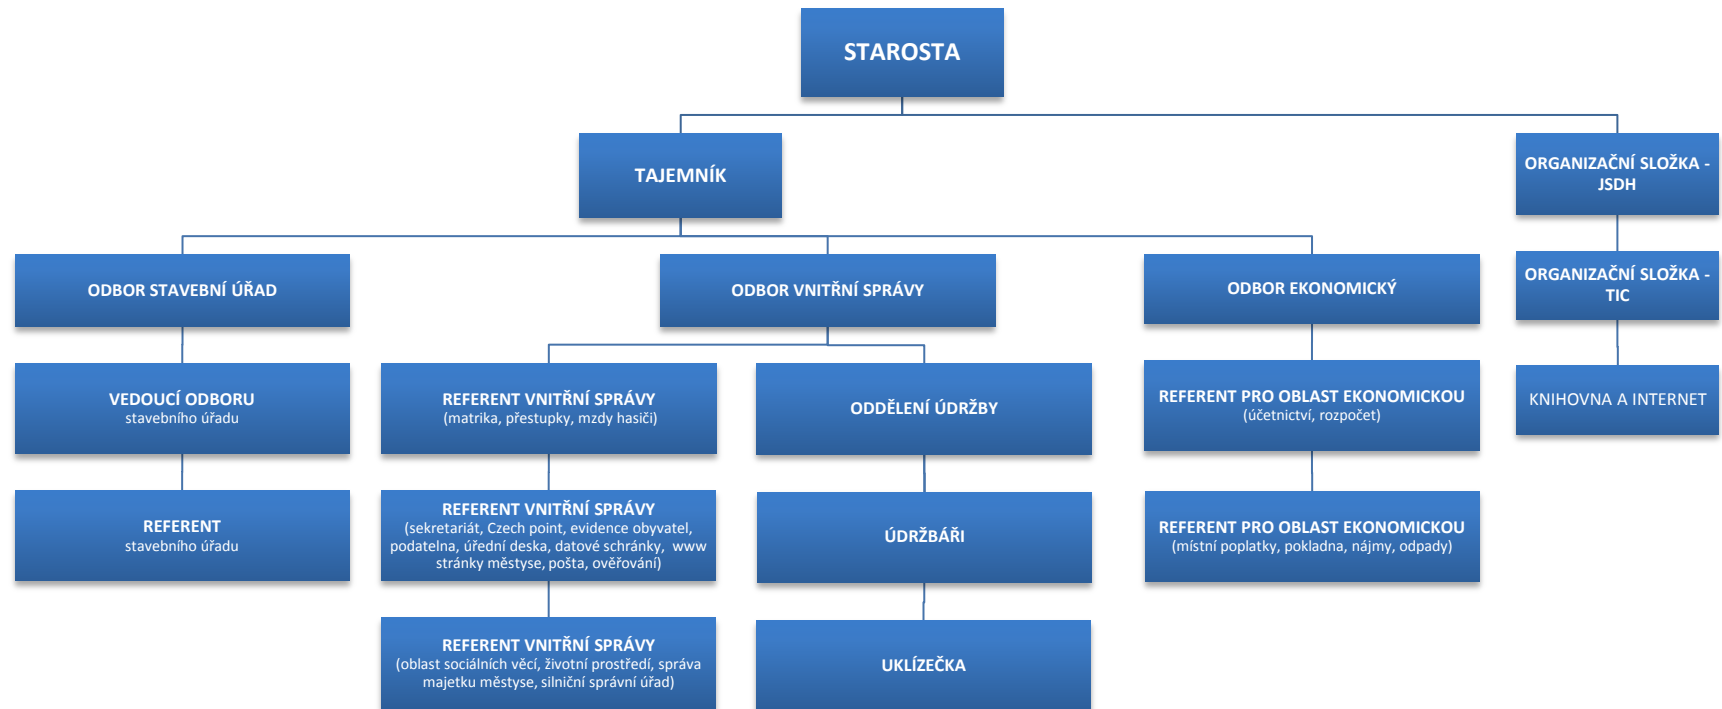 STAROSTA
TAJEMNÍK
ORGANIZAČNÍ SLOŽKA -
JSDH
ODBOR STAVEBNÍ ÚŘAD
ODBOR VNITŘNÍ SPRÁVY
ODBOR EKONOMICKÝ
ORGANIZAČNÍ SLOŽKA -
TIC
VEDOUCÍ ODBORU
stavebního úřadu
REFERENT VNITŘNÍ SPRÁVY
(matrika, přestupky, mzdy hasiči)
ODDĚLENÍ ÚDRŽBY
REFERENT PRO OBLAST EKONOMICKOU
(účetnictví, rozpočet)
KNIHOVNA A INTERNET
REFERENT
stavebního úřadu
REFERENT VNITŘNÍ SPRÁVY
(sekretariát, Czech point, evidence obyvatel,
podatelna, úřední deska, datové schránky, www
stránky městyse, pošta, ověřování)
ÚDRŽBÁŘI
REFERENT PRO OBLAST EKONOMICKOU
(místní poplatky, pokladna, nájmy, odpady)
REFERENT VNITŘNÍ SPRÁVY
(oblast sociálních věcí, životní prostředí, správa
majetku městyse, silniční správní úřad)
UKLÍZEČKA